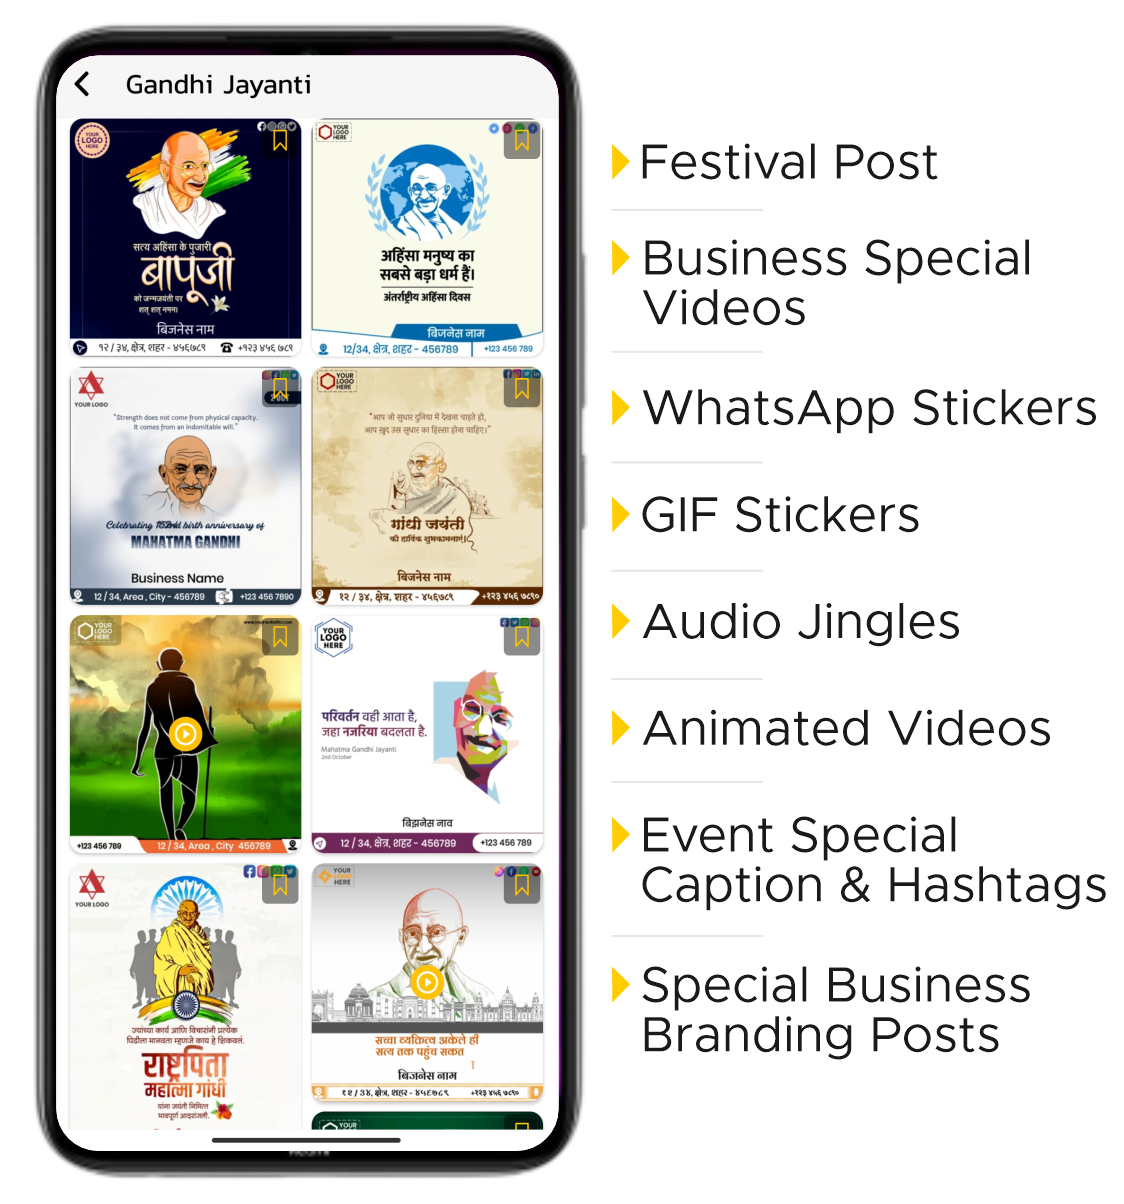 Gandhi Jayanti
YOUR
LOGO
HERE
सत्य अहिंसा के पुजारी
बापूजी
को जन्मजयंती पर
शत् शत् नमन।
बिजनेस नाम
१२ / ३४, क्षेत्र, शहर - ४५६७८९
+१२३ ४५६ ७८९
YOUR
LOGO
HERE
अहिंसा मनुष्य का
सबसे बड़ा धर्म हैं।
अंतर्राष्ट्रीय अहिंसा दिवस
बिजनेस नाम
12/34, क्षेत्र, शहर - 456789
+123 456 789
YOUR LOGO
"Strength does not come from physical capacity.
It comes from an indomitable will."
Celebrating birth anniversary of
MAHATMA GANDHI
Business Name
12 / 34, Area , City - 456789
+123 456 7890
YOUR
LOGO
HERE
"आप जो सुधार दुनिया में देखना चाहते हो,
आप खुद उस सुधार का हिस्सा होना चाहिए।"
गांधी जयंती
की हार्दिक शुभकामनाएं।
बिजनेस नाम
१२ / ३४, क्षेत्र, शहर - ४५६७८९
+१२३ ४५६ ७८९०
YOUR
LOGO
HERE
+123 456 789
12 / 34, Area , City 456789
YOUR
LOGO
HERE
परिवर्तन वही आता है,
जहा नजरिया बदलता है.
Mahatma Gandhi Jayanti
2nd October
बिझनेस नाव
12 / 34, क्षेत्र, शहर - 456789
+123 456 789
YOUR LOGO
ज्यांच्या कार्य आणि विचारांनी प्रत्येक
पिढीला मानवता म्हणजे काय हे शिकवलं.
राष्ट्रपिता
महात्मा गांधी
यांना जयंती निमित्त
भावपूर्ण आदरांजली.
YOUR
LOGO
HERE
सच्चा व्यक्तित्व अकेले ही
सत्य तक पहुंच सकत
बिजनेस नाम
१२ / ३४, क्षेत्र, शहर - ४५६७८९
+१२३ ४५६ ७८९०
YOUR
Festival Post
Business Special
Videos
WhatsApp Stickers
GIF Stickers
Audio Jingles
Animated Videos
Event Special
Caption & Hashtags
Special Business
Branding Posts